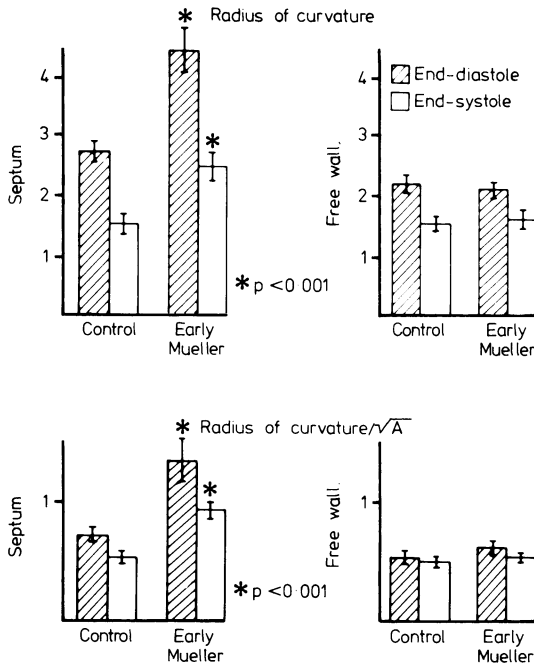 * Radius of curvature
Septum
4
3
2
1
*
* p <0·001
Control
Early
Mueller
Free wall.
4
3
2
1
End-diastole
End-systole
Control
Early
Mueller
* Radius of curvature/√A
Septum
1
*
* p <0·001
Control
Early
Mueller
Free wall.
1
Control
Early
Mueller